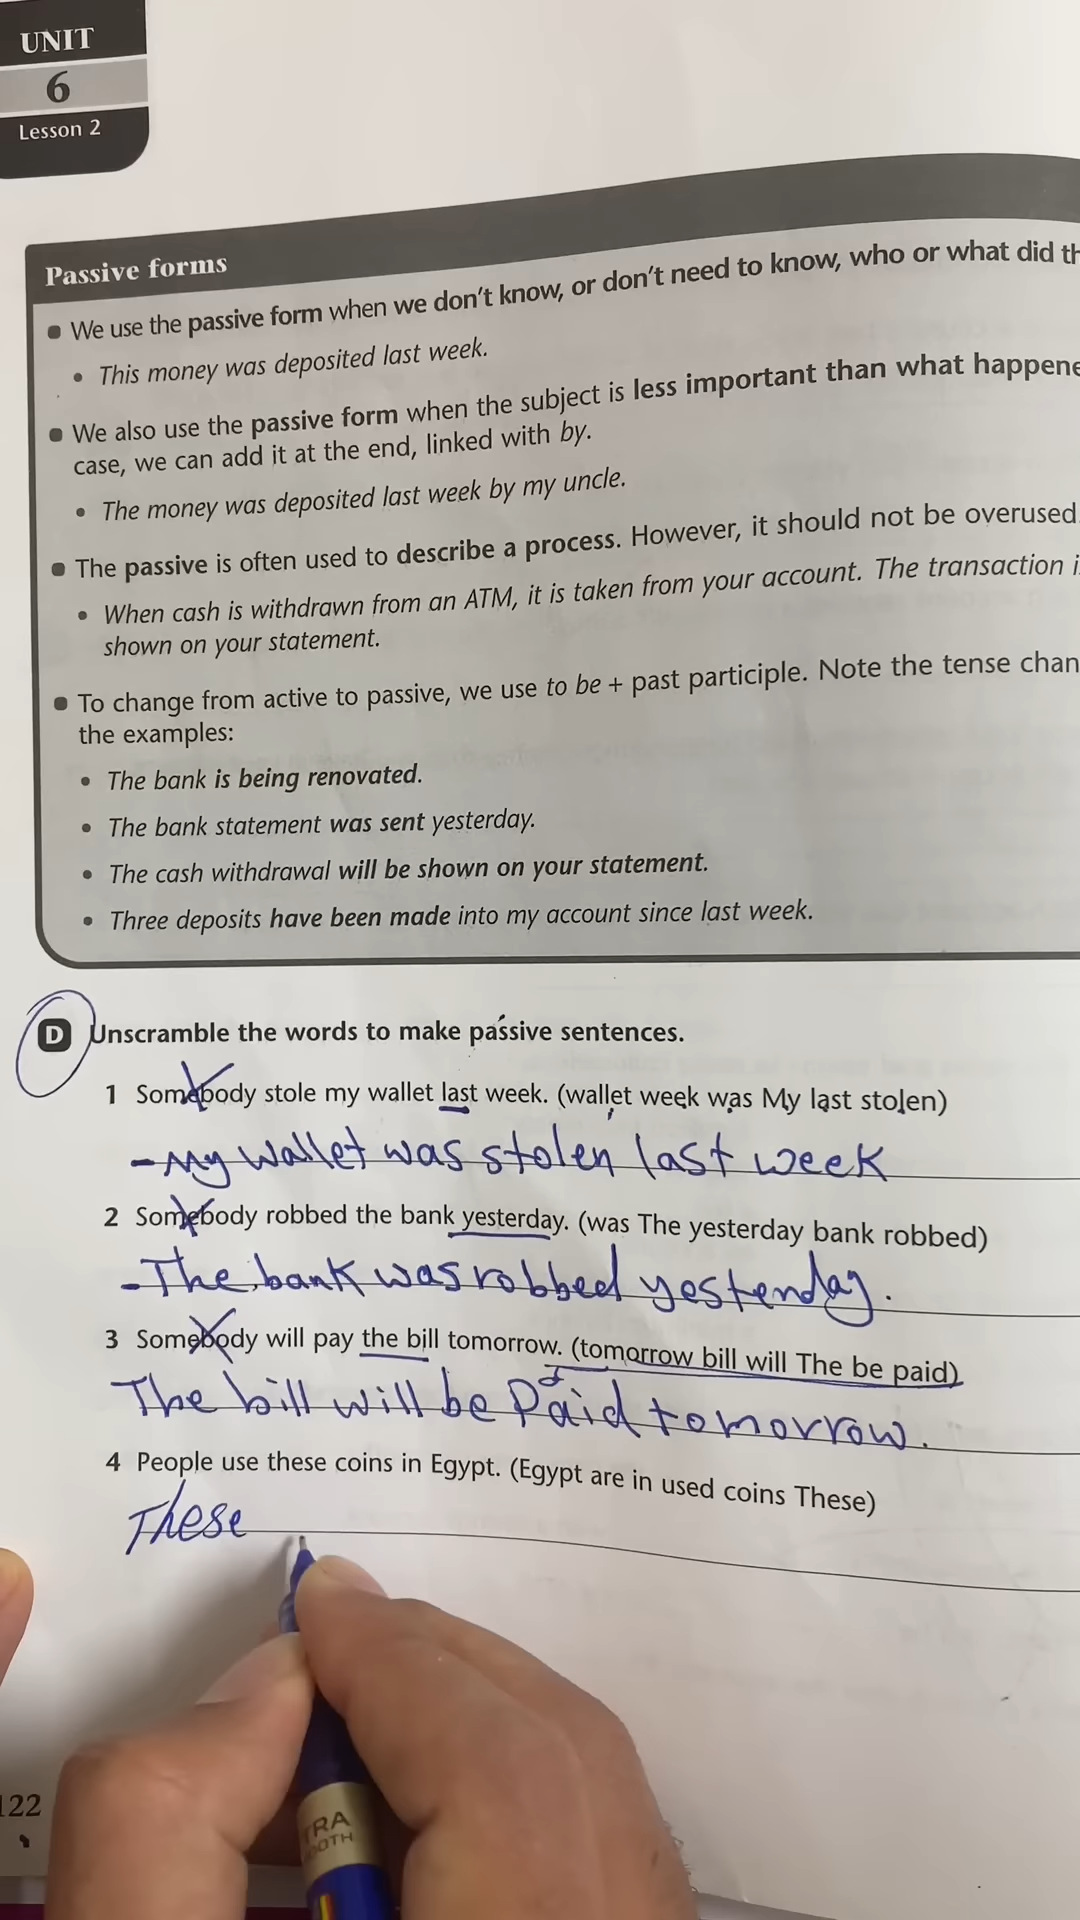 UNIT
6
Lesson 2
Passive forms
We use the passive form when we don't know, or don't need to know, who or what did
• This money was deposited last week.
We also use the passive form when the subject is less important than what
case, we can add it at the end, linked with by.
• The money was deposited last week by my uncle.
The passive is often used to describe a process. However, it should not be overused.
• When cash is withdrawn from an ATM, it is taken from your account. The transaction
shown on your statement.
To change from active to passive, we use to be + past participle. Note the tense
the examples:
• The bank is being renovated.
• The bank statement was sent yesterday.
• The cash withdrawal will be shown on your statement.
• Three deposits have been made into my account since last week.
D Unscramble the words to make passive sentences.
1 Somebody stole my wallet last week. (wallet week was My last stolen)
- My wallet was stolen last week
2 Somebody robbed the bank yesterday. (was The yesterday bank robbed)
- The bank was robbed yesterday.
3 Somebody will pay the bill tomorrow. (tomorrow bill will The be paid)
The bill will be Paid tomorrow.
4 People use these coins in Egypt. (Egypt are in used coins These)
These
122